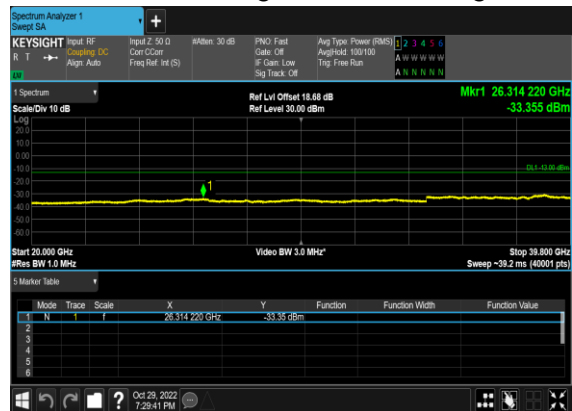 Spectrum Analyzer 1
Swept SA
+
KEYSIGHT Input: RF Input Z: 50 Ω #Atten: 30 dB PNO: Fast Avg Type: Power (RMS) 1 2 3 4 5 6
R T Coupling: DC Corr CCorr Gate: Off Avg|Hold: 100/100 A W W W W W
Align: Auto Freq Ref: Int (S) IF Gain: Low Trig: Free Run
Sig Track: Off A N N N N N
1 Spectrum Ref Lvl Offset 18.68 dB Mkr1 26.314 220 GHz
Scale/Div 10 dB Ref Level 30.00 dBm -33.355 dBm
Log
20.0
10.0
0.00
-10.0 DL1 -13.00 dBm
-20.0 1
-30.0
-40.0
-50.0
-60.0
Start 20.000 GHz Video BW 3.0 MHz* Stop 39.800 GHz
#Res BW 1.0 MHz Sweep ~39.2 ms (40001 pts)
5 Marker Table
Mode Trace Scale X Y Function Function Width Function Value
1 N 1 f 26.314 220 GHz -33.35 dBm
2
3
4
5
6
? Oct 29, 2022
7:29:41 PM